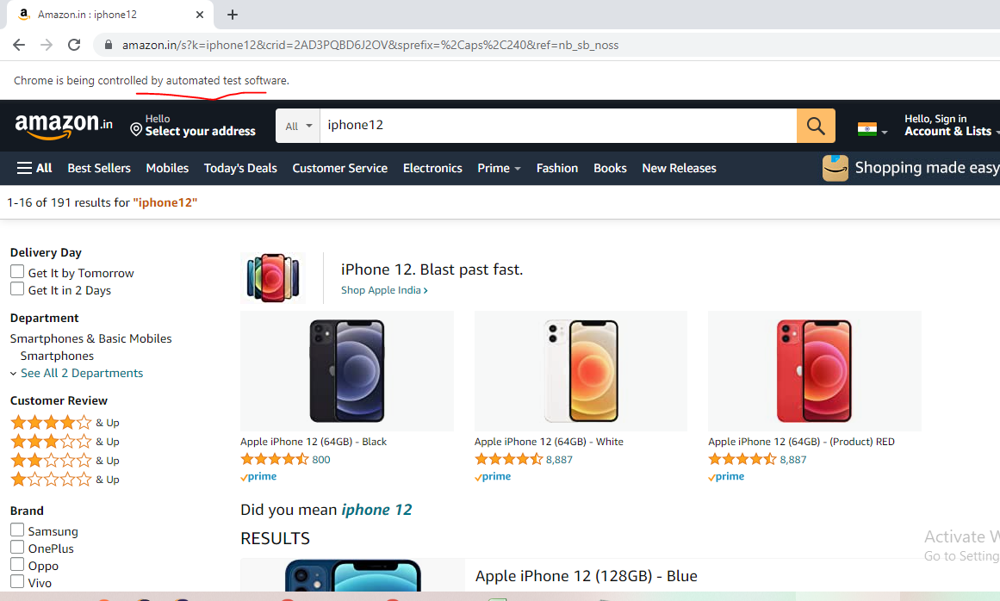 Amazon.in : iphone12
amazon.in/s?k=iphone12&crid=2AD3PQBD6J2OV&sprefix=%2Caps%2C240&ref=nb_sb_noss
Chrome is being controlled by automated test software.
amazon.in
Hello
Select your address
All
iphone12
Hello, Sign in
Account & Lists
All Best Sellers Mobiles Today's Deals Customer Service Electronics Prime Fashion Books New Releases
Shopping made easy
1-16 of 191 results for "iphone12"
Delivery Day
Get It by Tomorrow
Get It in 2 Days
Department
Smartphones & Basic Mobiles
Smartphones
See All 2 Departments
Customer Review
& Up
& Up
& Up
& Up
Brand
Samsung
OnePlus
Oppo
Vivo
iPhone 12. Blast past fast.
Shop Apple India ›
Apple iPhone 12 (64GB) - Black
800
prime
Apple iPhone 12 (64GB) - White
8,887
prime
Apple iPhone 12 (64GB) - (Product) RED
8,887
prime
Did you mean iphone 12
RESULTS
Apple iPhone 12 (128GB) - Blue
Activate W
Go to Setting